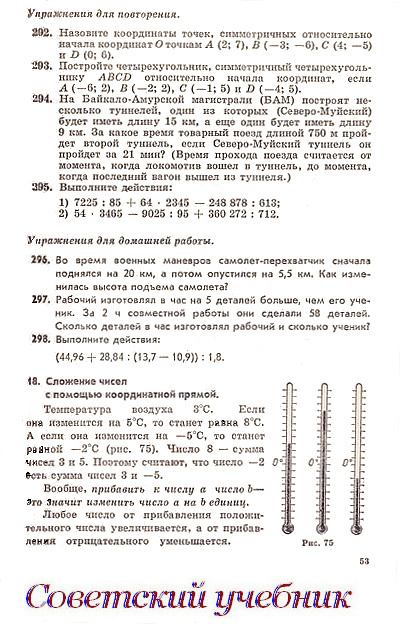 Упражнения для повторения.
292. Назовите координаты точек, симметричных относительно
начала координат O точкам A (2; 7), B (−3; −6), C (4; −5)
и D (0; 6).
293. Постройте четырехугольник, симметричный четырехуголь-
нику ABCD относительно начала координат, если
A (−6; 2), B (−2; 2), C (−1; 5) и D (−4; 5).
294. На Байкало-Амурской магистрали (БАМ) построят не-
сколько туннелей, один из которых (Северо-Муйский)
будет иметь длину 15 км, а еще один будет иметь длину
9 км. За какое время товарный поезд длиной 750 м прой-
дет второй туннель, если Северо-Муйский туннель он
пройдет за 21 мин? (Время прохода поезда считается от
момента, когда локомотив вошел в туннель, до момента,
когда последний вагон вышел из туннеля.)
295. Выполните действия:
1) 7225 : 85 + 64 · 2345 — 248 878 : 613;
2) 54 · 3465 — 9025 : 95 + 360 272 : 712.
Упражнения для домашней работы.
296. Во время военных маневров самолет-перехватчик сначала
поднялся на 20 км, а потом опустился на 5,5 км. Как изме-
нилась высота подъема самолета?
297. Рабочий изготовлял в час на 5 деталей больше, чем его уче-
ник. За 2 ч совместной работы они сделали 58 деталей.
Сколько деталей в час изготовлял рабочий и сколько ученик?
298. Выполните действия:
(44,96 + 28,84 : (13,7 — 10,9)) : 1,8.
18. Сложение чисел
с помощью координатной прямой.
Температура воздуха 3°C. Если
она изменится на 5°C, то станет равна 8°C.
А если она изменится на −5°C, то станет
равной −2°C (рис. 75). Число 8 — сумма
чисел 3 и 5. Поэтому считают, что число −2
есть сумма чисел 3 и −5.
Вообще, прибавить к числу a число b—
это значит изменить число a на b единиц.
Любое число от прибавления положи-
тельного числа увеличивается, а от прибав-
ления отрицательного уменьшается.
0° 0° 0°
Рис. 75
53
Советский учебник